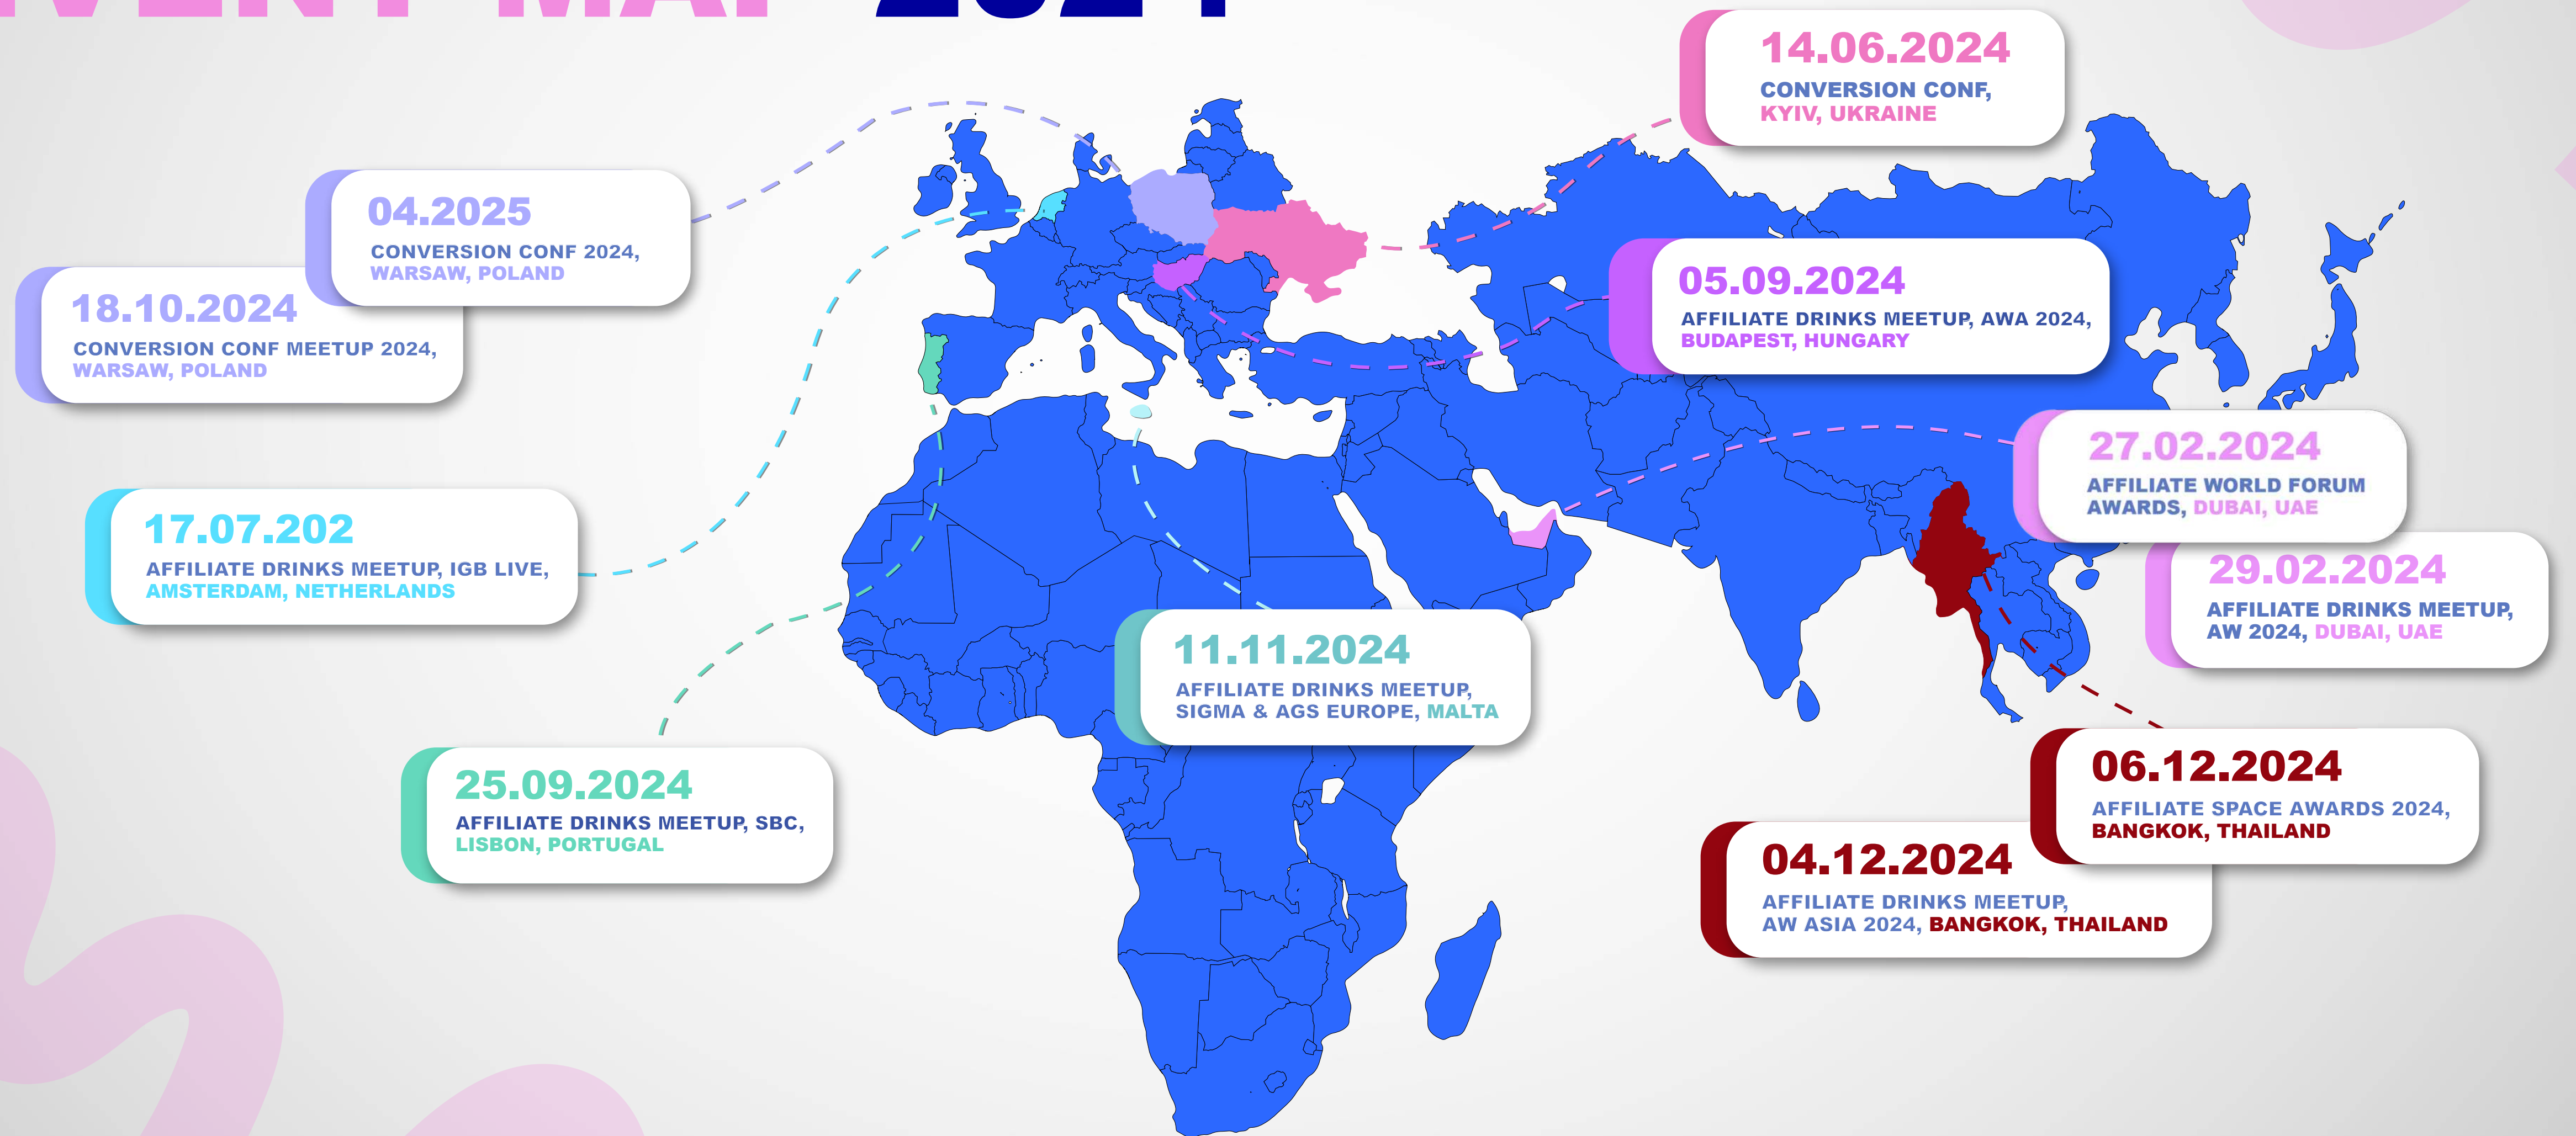 EVENT MAP 2024
14.06.2024
CONVERSION CONF,
KYIV, UKRAINE
04.2025
CONVERSION CONF 2024,
WARSAW, POLAND
18.10.2024
CONVERSION CONF MEETUP 2024,
WARSAW, POLAND
05.09.2024
AFFILIATE DRINKS MEETUP, AWA 2024,
BUDAPEST, HUNGARY
27.02.2024
AFFILIATE WORLD FORUM
AWARDS, DUBAI, UAE
17.07.202
AFFILIATE DRINKS MEETUP, IGB LIVE,
AMSTERDAM, NETHERLANDS
29.02.2024
AFFILIATE DRINKS MEETUP,
AW 2024, DUBAI, UAE
11.11.2024
AFFILIATE DRINKS MEETUP,
SIGMA & AGS EUROPE, MALTA
25.09.2024
AFFILIATE DRINKS MEETUP, SBC,
LISBON, PORTUGAL
06.12.2024
AFFILIATE SPACE AWARDS 2024,
BANGKOK, THAILAND
04.12.2024
AFFILIATE DRINKS MEETUP,
AW ASIA 2024, BANGKOK, THAILAND